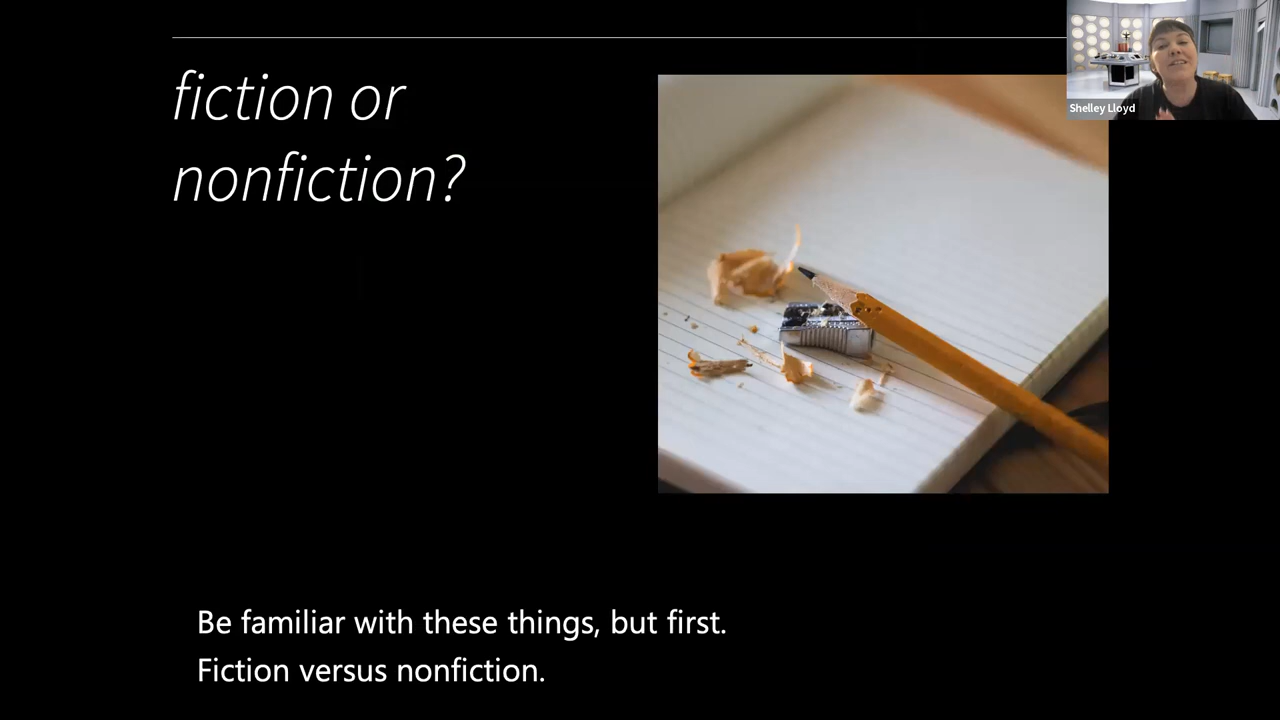 fiction or
nonfiction?
Shelley Lloyd
Be familiar with these things, but first.
Fiction versus nonfiction.